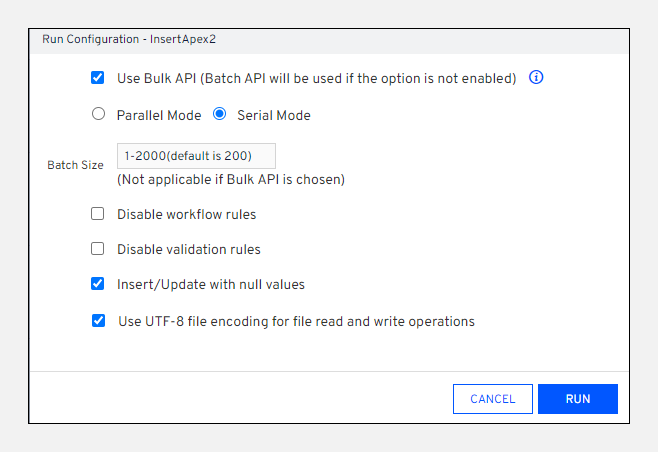 Run Configuration - InsertApex2
Use Bulk API (Batch API will be used if the option is not enabled)
Parallel Mode Serial Mode
Batch Size 1-2000(default is 200)
(Not applicable if Bulk API is chosen)
Disable workflow rules
Disable validation rules
Insert/Update with null values
Use UTF-8 file encoding for file read and write operations
CANCEL RUN